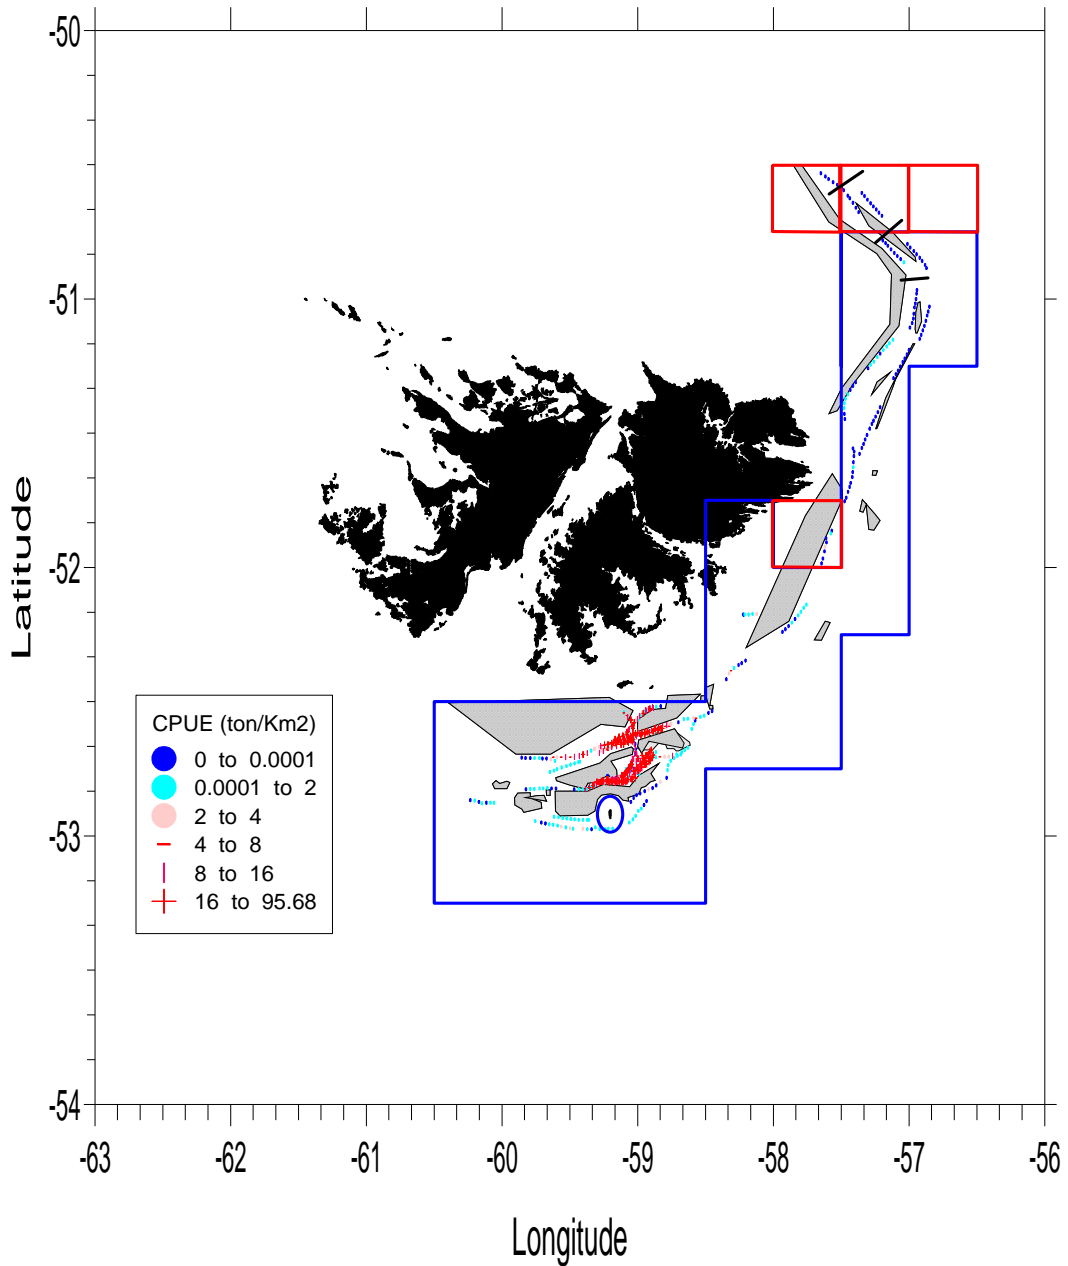 -50
-51
-52
-53
-54
Latitude
CPUE (ton/Km2)
0 to 0.0001
0.0001 to 2
2 to 4
4 to 8
8 to 16
16 to 95.68
-63 -62 -61 -60 -59 -58 -57 -56
Longitude